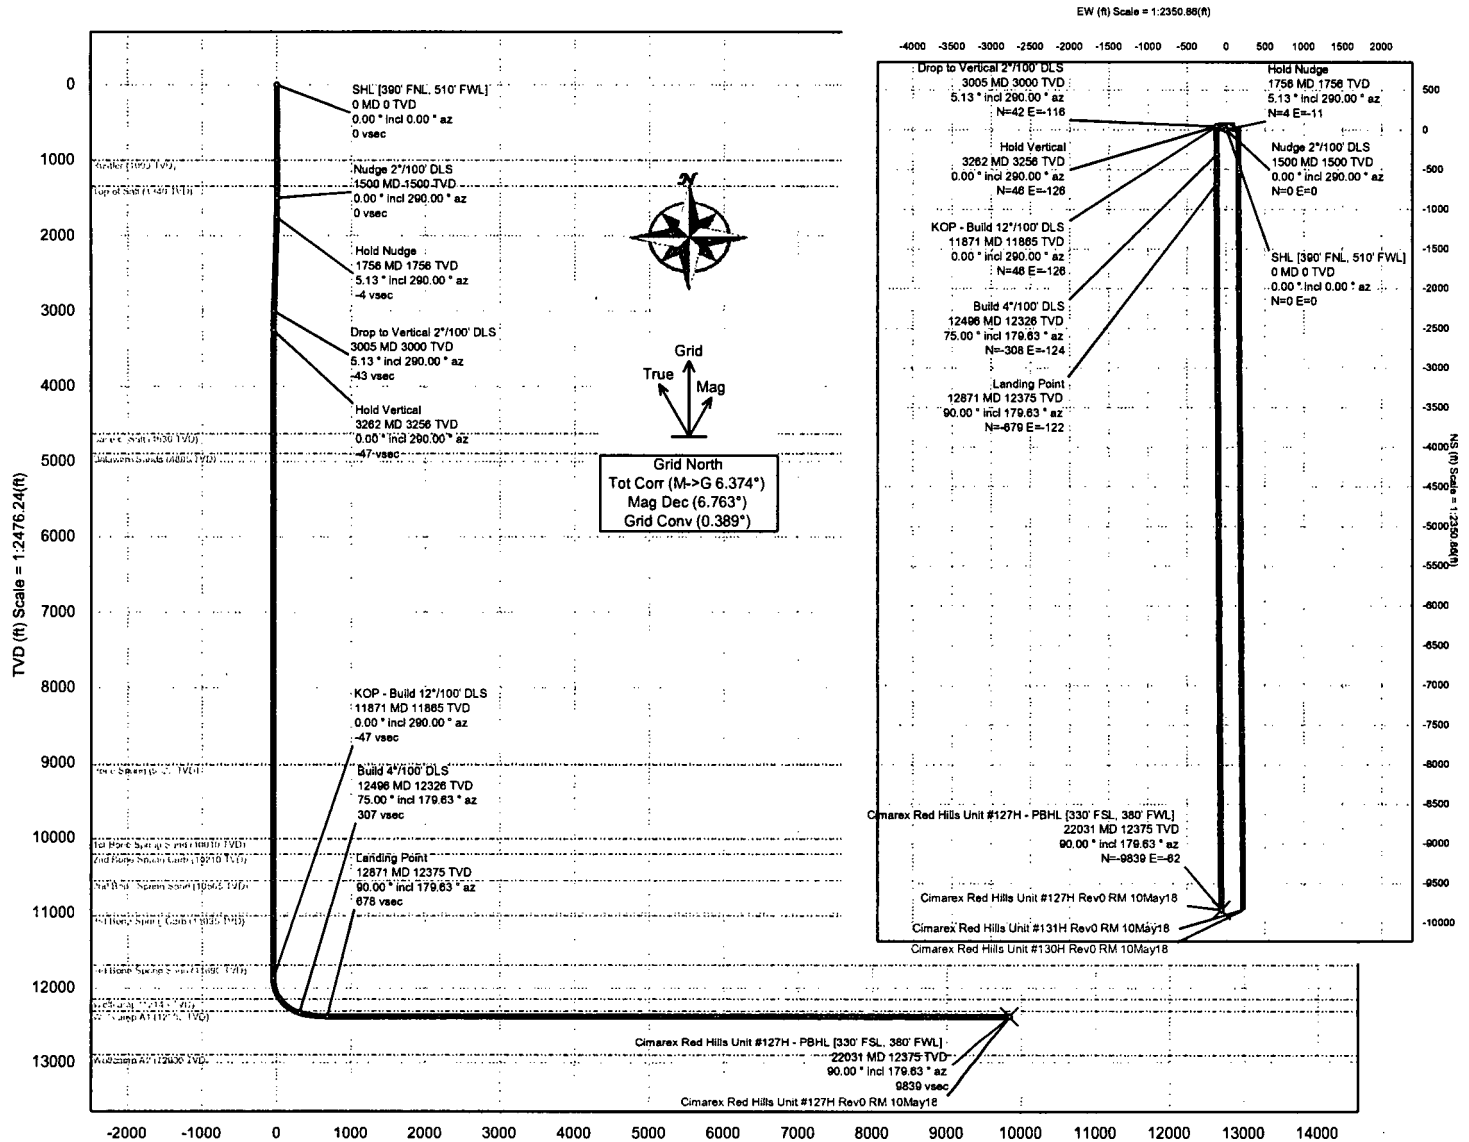 EW (ft) Scale = 1:2350.86(ft)
-4000 -3500 -3000 -2500 -2000 -1500 -1000 -500 0 500 1000 1500 2000
TVD (ft) Scale = 1:2476.24(ft)
0
1000
2000
3000
4000
5000
6000
7000
8000
9000
10000
11000
12000
13000
SHL [390' FNL, 510' FWL]
0 MD 0 TVD
0.00 ° incl 0.00 ° az
0 vsec
Nudge 2°/100' DLS
1500 MD 1500 TVD
0.00 ° incl 290.00 ° az
0 vsec
Hold Nudge
1756 MD 1756 TVD
5.13 ° incl 290.00 ° az
-4 vsec
Drop to Vertical 2°/100' DLS
3005 MD 3000 TVD
5.13 ° incl 290.00 ° az
-43 vsec
Hold Vertical
3262 MD 3256 TVD
0.00 ° incl 290.00 ° az
-47 vsec
KOP - Build 12°/100' DLS
11871 MD 11865 TVD
0.00 ° incl 290.00 ° az
-47 vsec
Build 4°/100' DLS
12496 MD 12326 TVD
75.00 ° incl 179.63 ° az
307 vsec
Landing Point
12871 MD 12375 TVD
90.00 ° incl 179.63 ° az
678 vsec
Cimarex Red Hills Unit #127H - PBHL [330' FSL, 380' FWL]
22031 MD 12375 TVD
90.00 ° incl 179.63 ° az
9839 vsec
Cimarex Red Hills Unit #127H Rev0 RM 10May18
1st Bone Spring Sand (10010 TVD)
2nd Bone Spring Carb (10210 TVD)
N
Grid
True
Mag
Grid North
Tot Corr (M->G 6.374°)
Mag Dec (6.763°)
Grid Conv (0.389°)
-2000 -1000 0 1000 2000 3000 4000 5000 6000 7000 8000 9000 10000 11000 12000 13000 14000
Drop to Vertical 2°/100' DLS
3005 MD 3000 TVD
5.13 ° incl 290.00 ° az
N=42 E=-116
Hold Vertical
3262 MD 3256 TVD
0.00 ° incl 290.00 ° az
N=46 E=-126
KOP - Build 12°/100' DLS
11871 MD 11865 TVD
0.00 ° incl 290.00 ° az
N=46 E=-126
Build 4°/100' DLS
12496 MD 12326 TVD
75.00 ° incl 179.63 ° az
N=-308 E=-124
Landing Point
12871 MD 12375 TVD
90.00 ° incl 179.63 ° az
N=-679 E=-122
Hold Nudge
1756 MD 1756 TVD
5.13 ° incl 290.00 ° az
N=4 E=-11
Nudge 2°/100' DLS
1500 MD 1500 TVD
0.00 ° incl 290.00 ° az
N=0 E=0
SHL [390' FNL, 510' FWL]
0 MD 0 TVD
0.00 ° incl 0.00 ° az
N=0 E=0
Cimarex Red Hills Unit #127H - PBHL [330' FSL, 380' FWL]
22031 MD 12375 TVD
90.00 ° incl 179.63 ° az
N=-9839 E=-62
Cimarex Red Hills Unit #127H Rev0 RM 10May18
Cimarex Red Hills Unit #131H Rev0 RM 10May18
Cimarex Red Hills Unit #130H Rev0 RM 10May18
500
0
-500
-1000
-1500
-2000
-2500
-3000
-3500
-4000
-4500
-5000
-5500
-6000
-6500
-7000
-7500
-8000
-8500
-9000
-9500
-10000
NS (ft) Scale = 1:2350.86(ft)